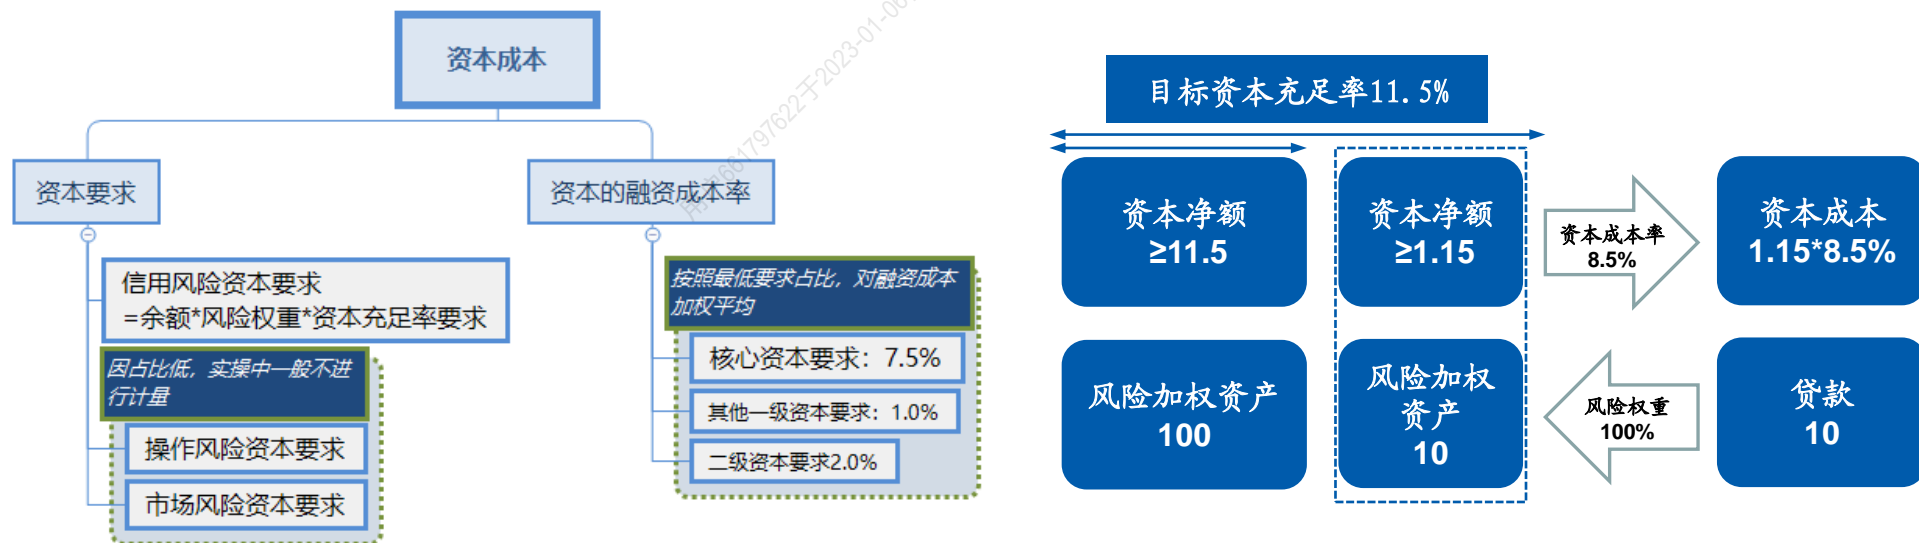 资本成本
资本要求
资本的融资成本率
信用风险资本要求
=余额*风险权重*资本充足率要求
因占比低，实操中一般不进
行计量
操作风险资本要求
市场风险资本要求
按照最低要求占比，对融资成本
加权平均
核心资本要求：7.5%
其他一级资本要求：1.0%
二级资本要求2.0%
目标资本充足率11.5%
资本净额
≥11.5
资本净额
≥1.15
资本成本率
8.5%
资本成本
1.15*8.5%
风险加权资产
100
风险加权
资产
10
风险权重
100%
贷款
10